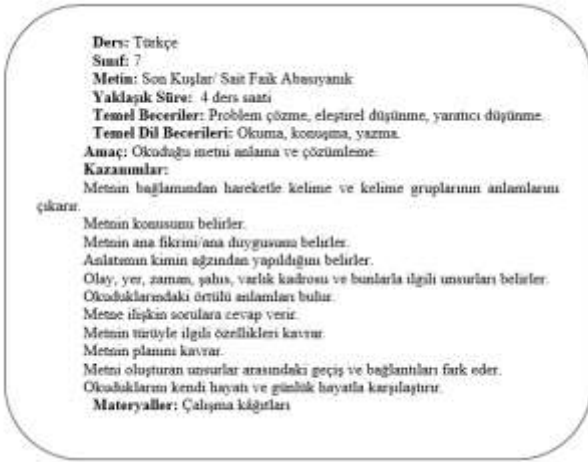 Ders: Türkçe
Sınıf: 7
Metin: Son Kuşlar/ Sait Faik Abasıyanık
Yaklaşık Süre: 4 ders saati
Temel Beceriler: Problem çözme, eleştirel düşünme, yaratıcı düşünme.
Temel Dil Becerileri: Okuma, konuşma, yazma.
Amaç: Okuduğu metni anlama ve çözümleme.
Kazanımlar:
Metnin bağlamından hareketle kelime ve kelime gruplarının anlamlarını
çıkarır.
Metnin konusunu belirler.
Metnin ana fikrini/ana duygusunu belirler.
Anlatımın kimin ağzından yapıldığını belirler.
Olay, yer, zaman, şahıs, varlık kadrosu ve bunlarla ilgili unsurları belirler.
Okuduklarındaki örtülü anlamları bulur.
Metne ilişkin sorulara cevap verir.
Metnin türüyle ilgili özellikleri kavrar.
Metnin planını kavrar.
Metni oluşturan unsurlar arasındaki geçiş ve bağlantıları fark eder.
Okuduklarını kendi hayatı ve günlük hayatla karşılaştırır.
Materyaller: Çalışma kâğıtları